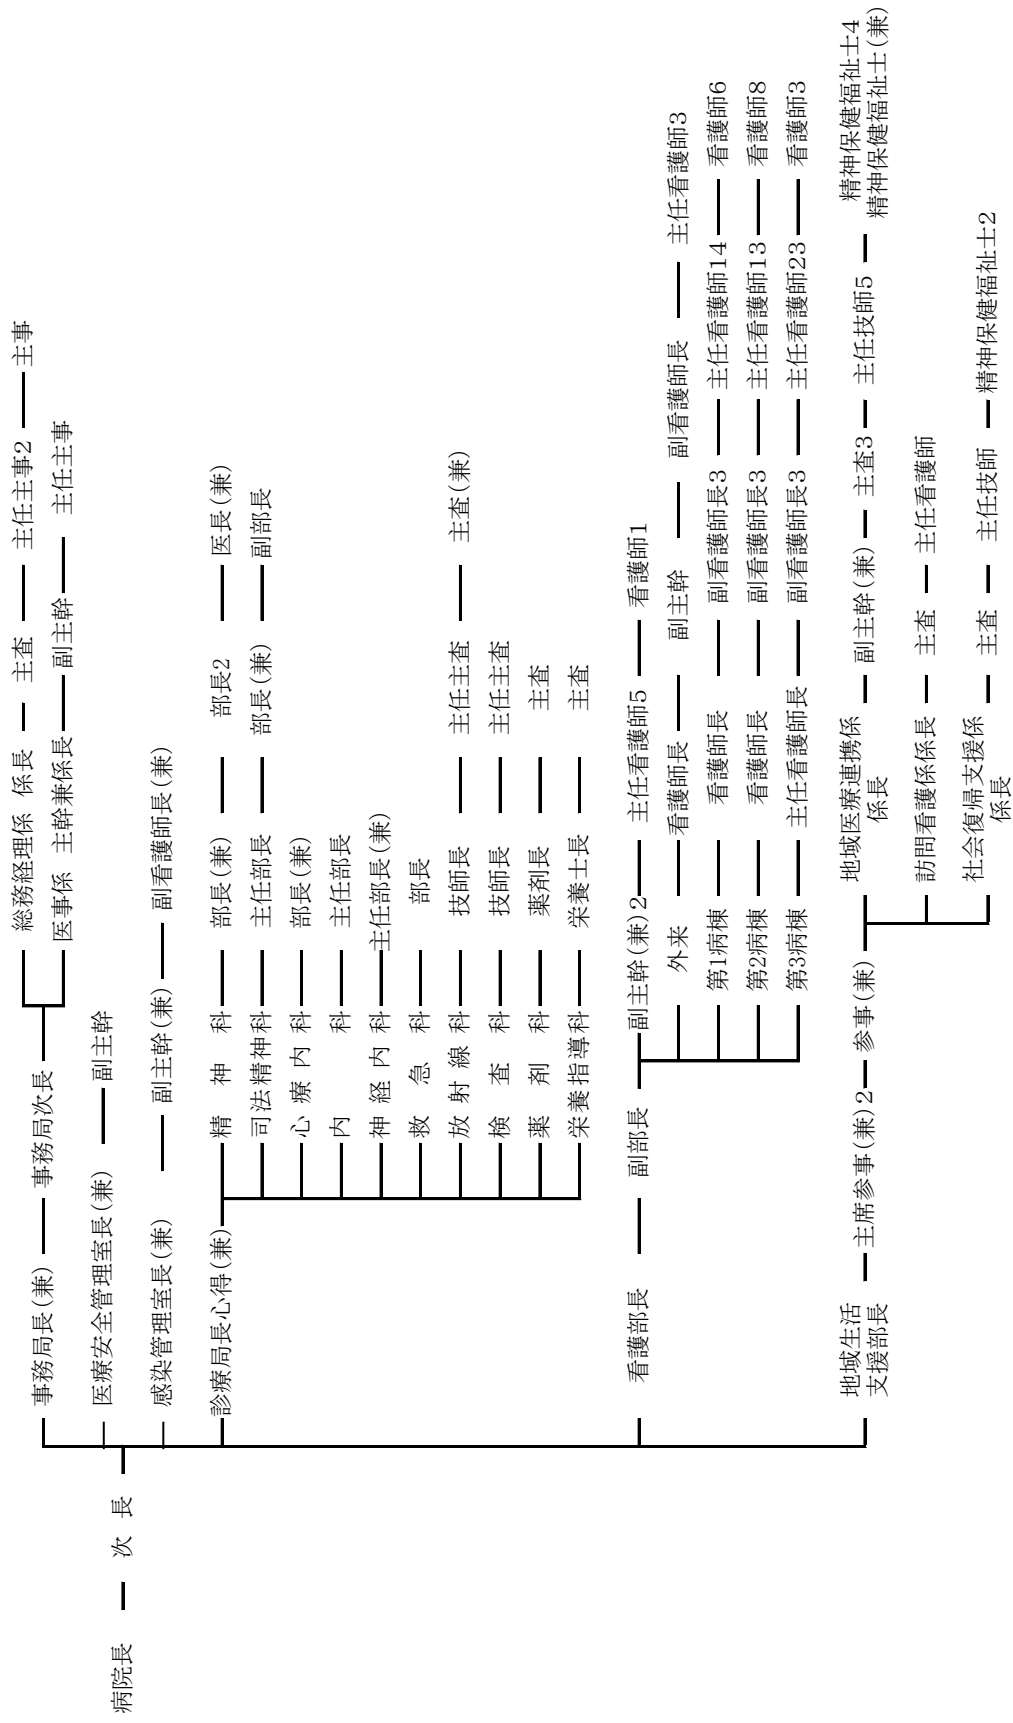 病院長 次長
事務局長(兼) 事務局次長
総務経理係 係長 主査 主任主事2 主事
医事係 主幹兼係長 副主幹 主任主事
医療安全管理室長(兼) 副主幹
感染管理室長(兼) 副主幹(兼) 副看護師長(兼)
診療局長心得(兼)
精神科 部長(兼) 部長2 医長(兼)
司法精神科 主任部長 部長(兼) 副部長
心療内科 部長(兼)
内科 主任部長
神経内科 主任部長(兼)
救急科 部長
放射線科 技師長 主任主査 主査(兼)
検査科 技師長 主任主査
薬剤科 薬剤長 主査
栄養指導科 栄養士長 主査
看護部長 副部長
副主幹(兼)2 主任看護師5 看護師1
外来 看護師長 副主幹 副看護師長 主任看護師3
第1病棟 看護師長 副看護師長3 主任看護師14 看護師6
第2病棟 看護師長 副看護師長3 主任看護師13 看護師8
第3病棟 主任看護師長 副看護師長3 主任看護師23 看護師3
地域生活
支援部長
主席参事(兼)2 参事(兼)
地域医療連携係
係長
副主幹(兼) 主査3 主任技師5
精神保健福祉士4
精神保健福祉士(兼)
訪問看護係係長 主査 主任看護師
社会復帰支援係
係長
主査 主任技師 精神保健福祉士2